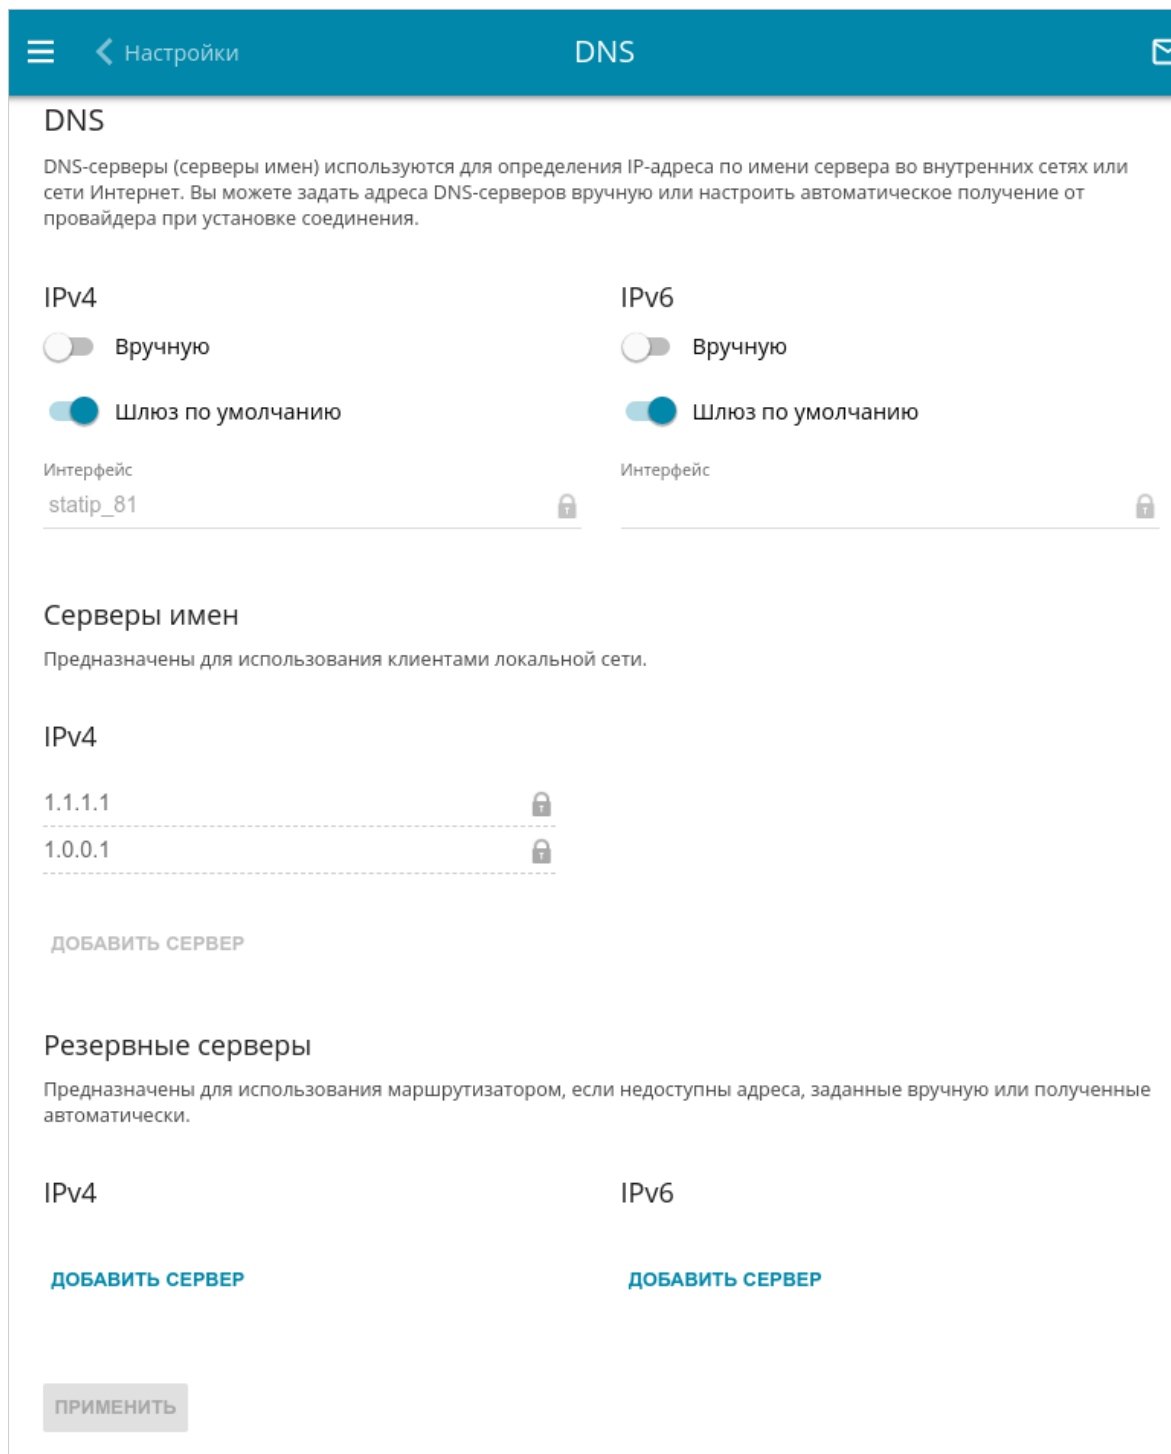 Настройки
DNS
DNS
DNS-серверы (серверы имен) используются для определения IP-адреса по имени сервера во внутренних сетях или
сети Интернет. Вы можете задать адреса DNS-серверов вручную или настроить автоматическое получение от
провайдера при установке соединения.
IPv4
Вручную
Шлюз по умолчанию
Интерфейс
statip_81
IPv6
Вручную
Шлюз по умолчанию
Интерфейс
Серверы имен
Предназначены для использования клиентами локальной сети.
IPv4
1.1.1.1
1.0.0.1
ДОБАВИТЬ СЕРВЕР
Резервные серверы
Предназначены для использования маршрутизатором, если недоступны адреса, заданные вручную или полученные
автоматически.
IPv4
ДОБАВИТЬ СЕРВЕР
IPv6
ДОБАВИТЬ СЕРВЕР
ПРИМЕНИТЬ